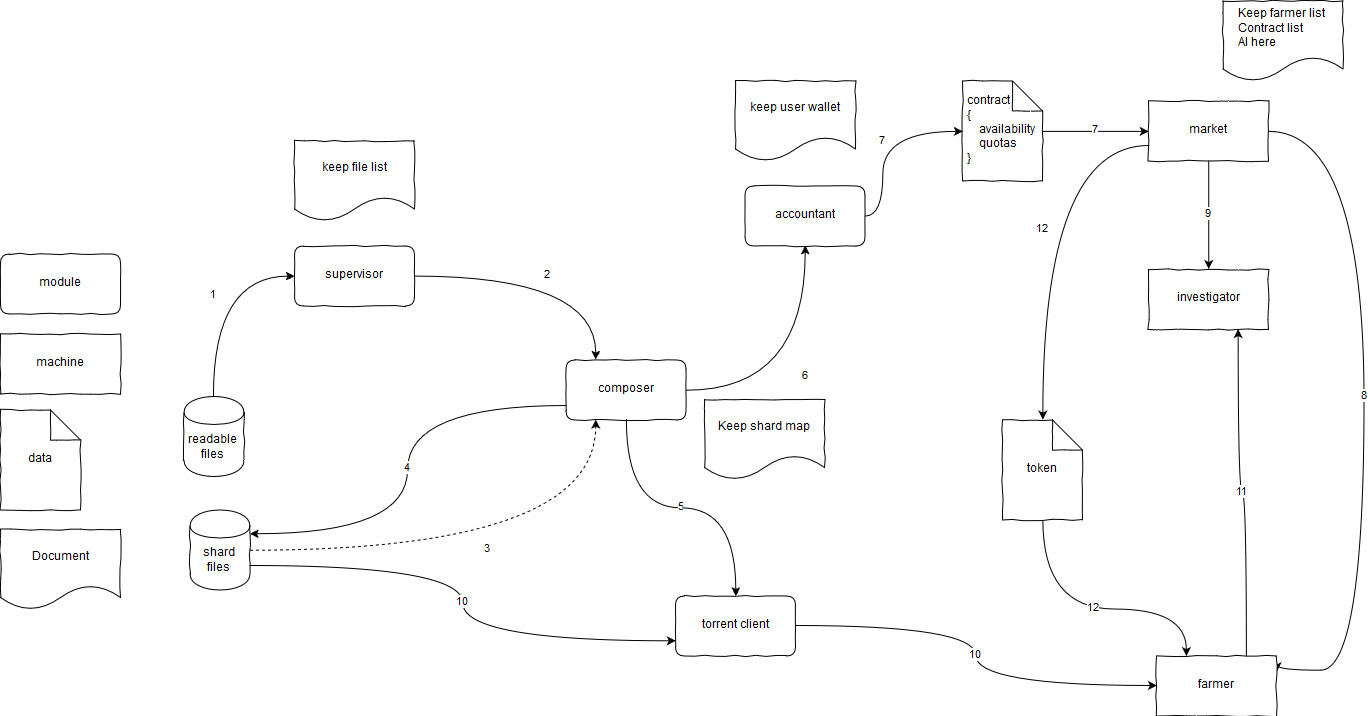 Keep farmer list
Contract list
AI here
keep user wallet
contract
{
availability
quotas
}
7
7
market
keep file list
accountant
12
9
supervisor
2
1
module
investigator
machine
composer
6
8
Keep shard map
readable
files
data
4
token
5
11
3
shard
files
Document
10
12
torrent client
10
farmer